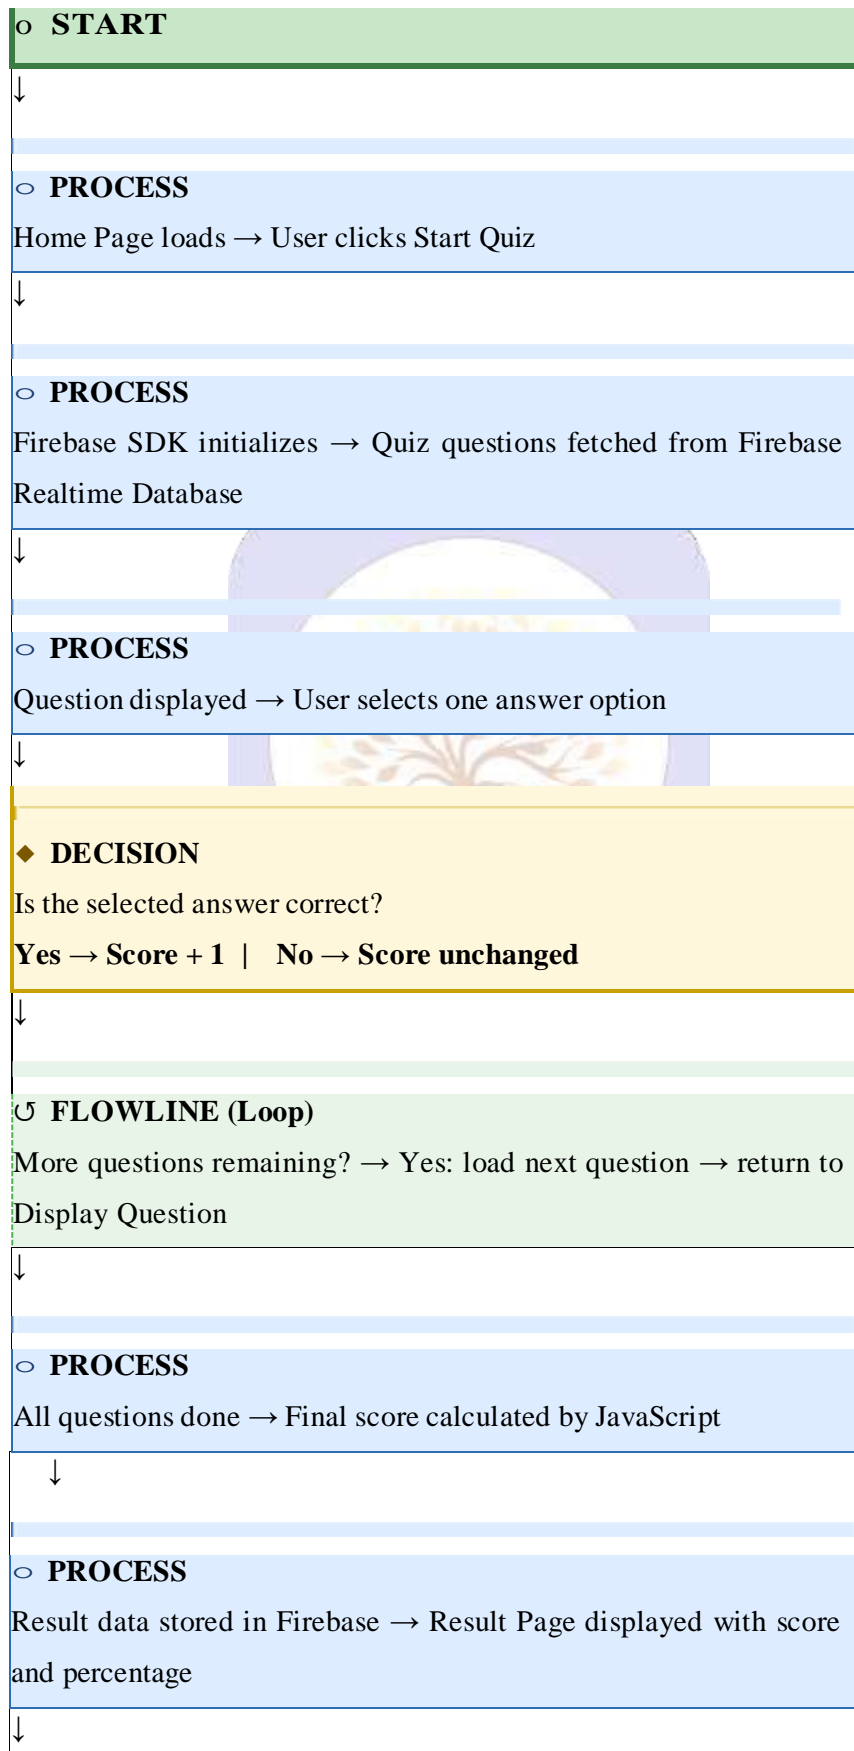 o START
↓
○ PROCESS
Home Page loads → User clicks Start Quiz
↓
○ PROCESS
Firebase SDK initializes → Quiz questions fetched from Firebase
Realtime Database
↓
○ PROCESS
Question displayed → User selects one answer option
↓
◆ DECISION
Is the selected answer correct?
Yes → Score + 1 | No → Score unchanged
↓
↺ FLOWLINE (Loop)
More questions remaining? → Yes: load next question → return to
Display Question
↓
○ PROCESS
All questions done → Final score calculated by JavaScript
↓
○ PROCESS
Result data stored in Firebase → Result Page displayed with score
and percentage
↓